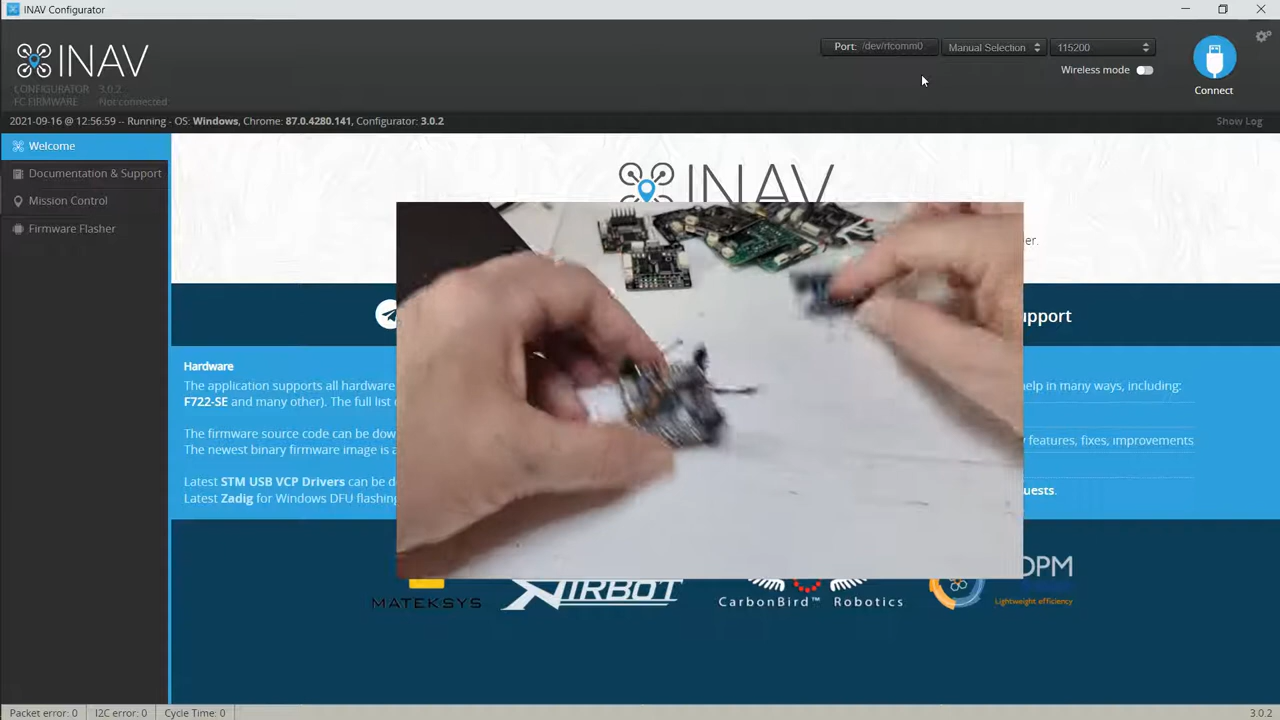 INAV Configurator
INAV
CONFIGURATOR 3.0.2
FC FIRMWARE Not connected
Port: /dev/rfcomm0
Manual Selection
115200
Wireless mode
Connect
2021-09-16 @ 12:56:59 -- Running - OS: Windows, Chrome: 87.0.4280.141, Configurator: 3.0.2
Show Log
Welcome
Documentation & Support
Mission Control
Firmware Flasher
INAV
er.
upport
Hardware
The application supports all hardware
F722-SE and many other). The full list
The firmware source code can be dow
The newest binary firmware image is a
Latest STM USB VCP Drivers can be d
Latest Zadig for Windows DFU flashing
help in many ways, including:
y features, fixes, improvements
uests.
MATEKSYS
AIRBOT
CarbonBird™ Robotics
OPM
Lightweight efficiency
Packet error: 0
I2C error: 0
Cycle Time: 0
3.0.2